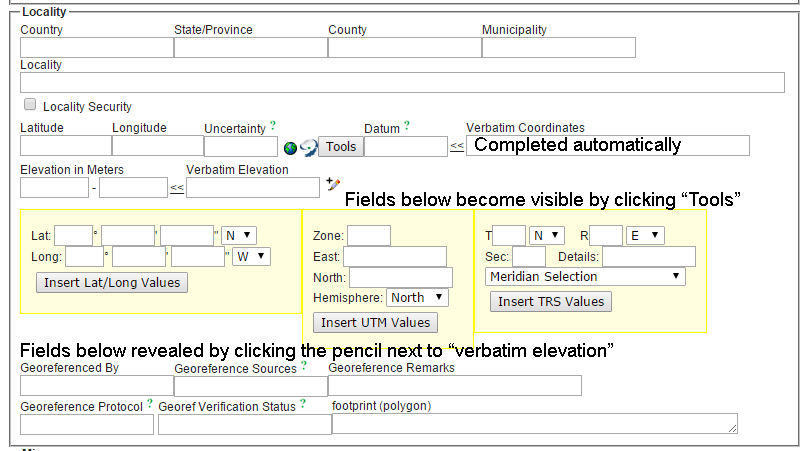 Locality
Country State/Province County Municipality
Locality
Locality Security
Latitude Longitude Uncertainty ? Tools Datum ? << Verbatim Coordinates
Completed automatically
Elevation in Meters Verbatim Elevation
- <<
Fields below become visible by clicking “Tools”
Lat: ° ' " N
Long: ° ' " W
Insert Lat/Long Values
Zone:
East:
North:
Hemisphere: North
Insert UTM Values
T N R E
Sec: Details:
Meridian Selection
Insert TRS Values
Fields below revealed by clicking the pencil next to “verbatim elevation”
Georeferenced By Georeference Sources ? Georeference Remarks
Georeference Protocol ? Georef Verification Status ? footprint (polygon)